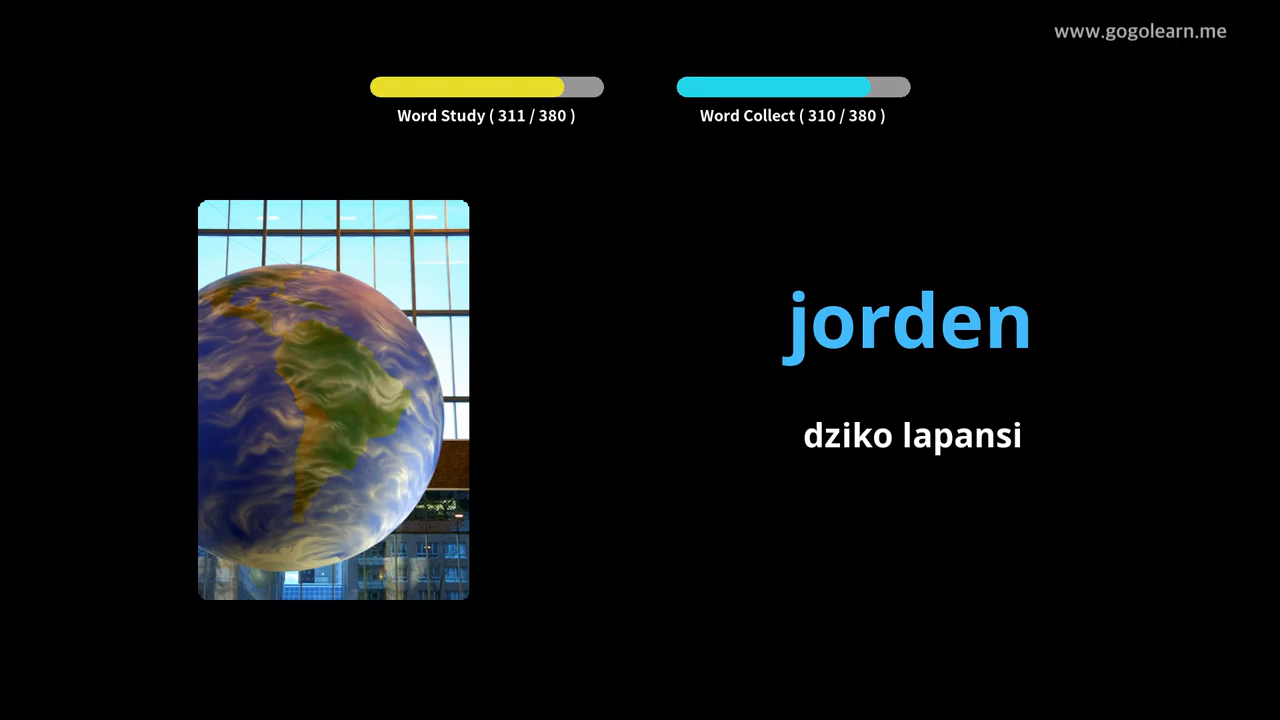 www.gogolearn.me
Word Study ( 311 / 380 )
Word Collect ( 310 / 380 )
jorden
dziko lapansi